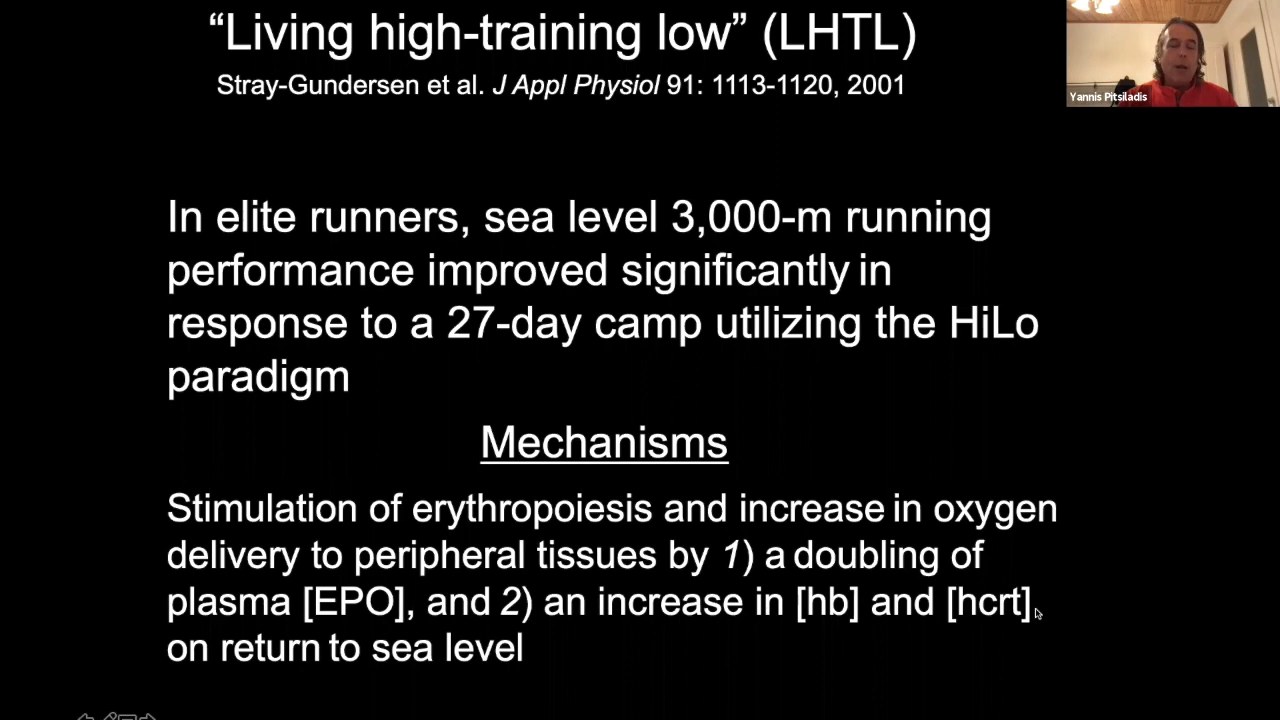 “Living high-training low” (LHTL)
Stray-Gundersen et al. J Appl Physiol 91: 1113-1120, 2001
Yannis Pitsiladis
In elite runners, sea level 3,000-m running
performance improved significantly in
response to a 27-day camp utilizing the HiLo
paradigm
Mechanisms
Stimulation of erythropoiesis and increase in oxygen
delivery to peripheral tissues by 1) a doubling of
plasma [EPO], and 2) an increase in [hb] and [hcrt]
on return to sea level